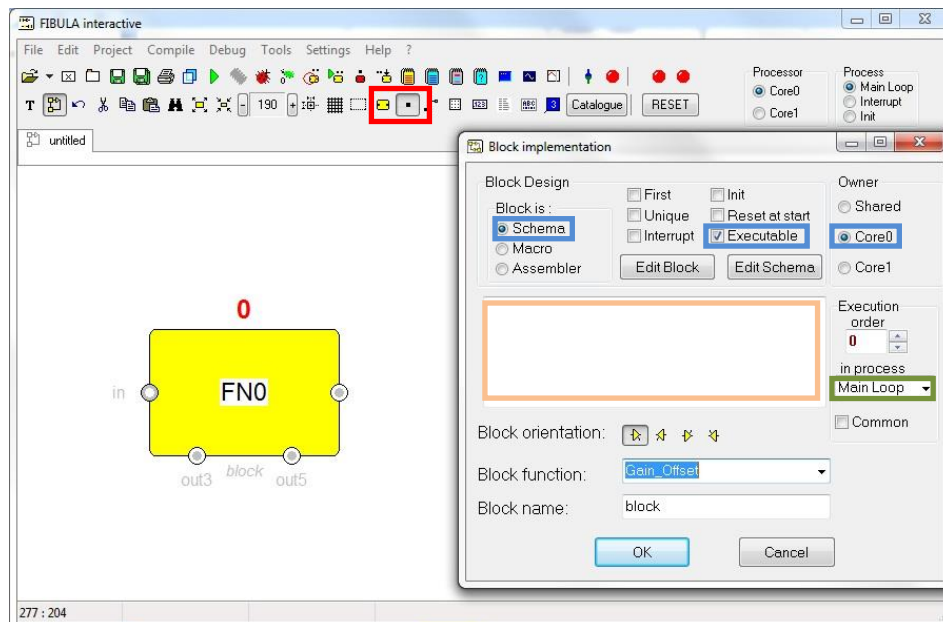 FIBULA interactive
File Edit Project Compile Debug Tools Settings Help ?
Processor
Core0
Core1
Process
Main Loop
Interrupt
Init
T
- 190 +
123
ABC
3
Catalogue
RESET
untitled
0
in
FN0
out3
block
out5
Block implementation
Block Design
Block is :
Schema
Macro
Assembler
First
Init
Unique
Reset at start
Interrupt
Executable
Edit Block
Edit Schema
Owner
Shared
Core0
Core1
Execution
order
0
in process
Main Loop
Common
Block orientation:
Block function:
Gain_Offset
Block name:
block
OK
Cancel
277 : 204